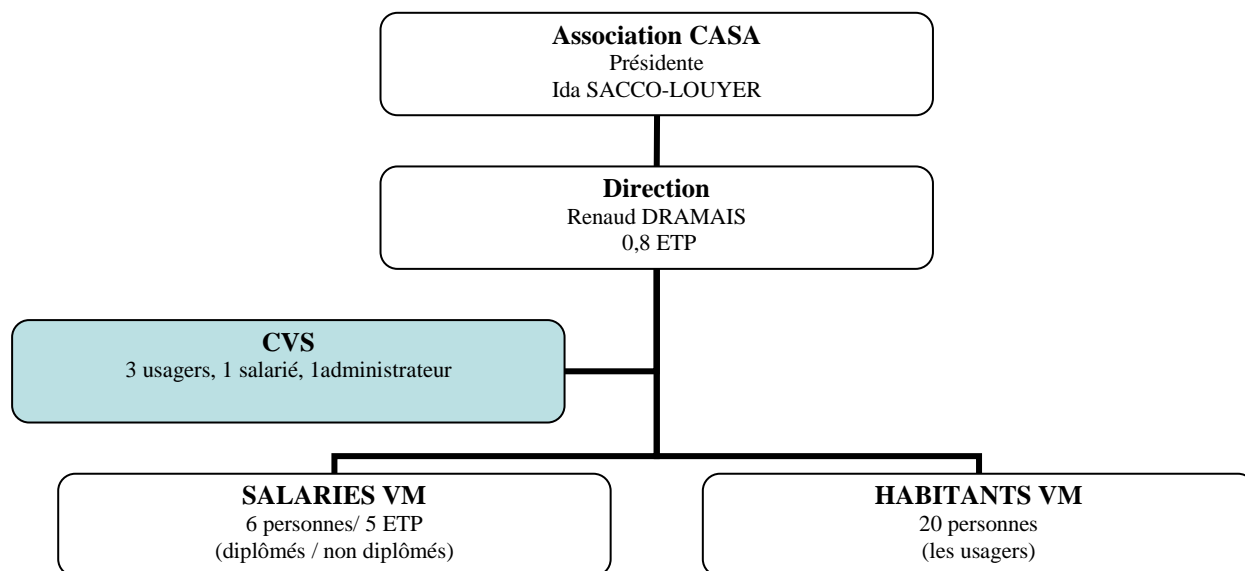 Association CASA
Présidente
Ida SACCO-LOUYER
Direction
Renaud DRAMAIS
0,8 ETP
CVS
3 usagers, 1 salarié, 1administrateur
SALARIES VM
6 personnes/ 5 ETP
(diplômés / non diplômés)
HABITANTS VM
20 personnes
(les usagers)